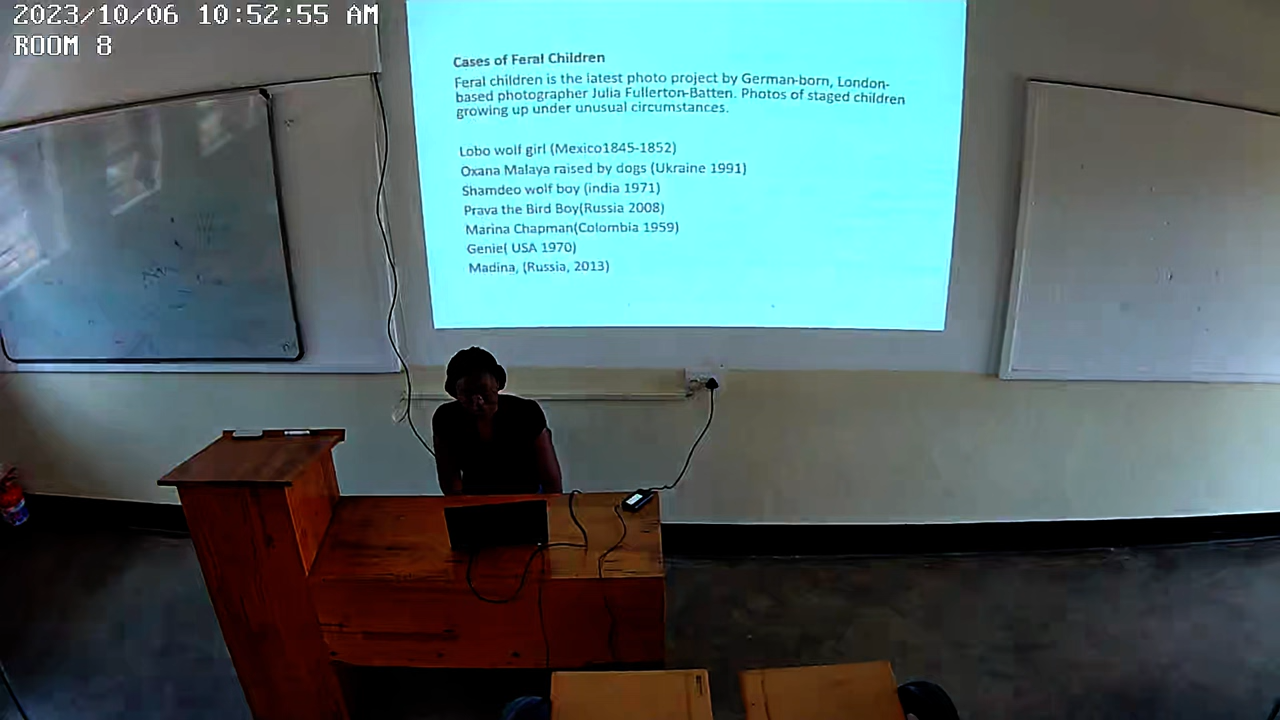 2023/10/06 10:52:55 AM
ROOM 8
Cases of Feral Children
Feral children is the latest photo project by German-born, London-
based photographer Julia Fullerton-Batten. Photos of staged children
growing up under unusual circumstances.
Lobo wolf girl (Mexico1845-1852)
Oxana Malaya raised by dogs (Ukraine 1991)
Shamdeo wolf boy (india 1971)
Prava the Bird Boy(Russia 2008)
Marina Chapman(Colombia 1959)
Genie( USA 1970)
Madina, (Russia, 2013)